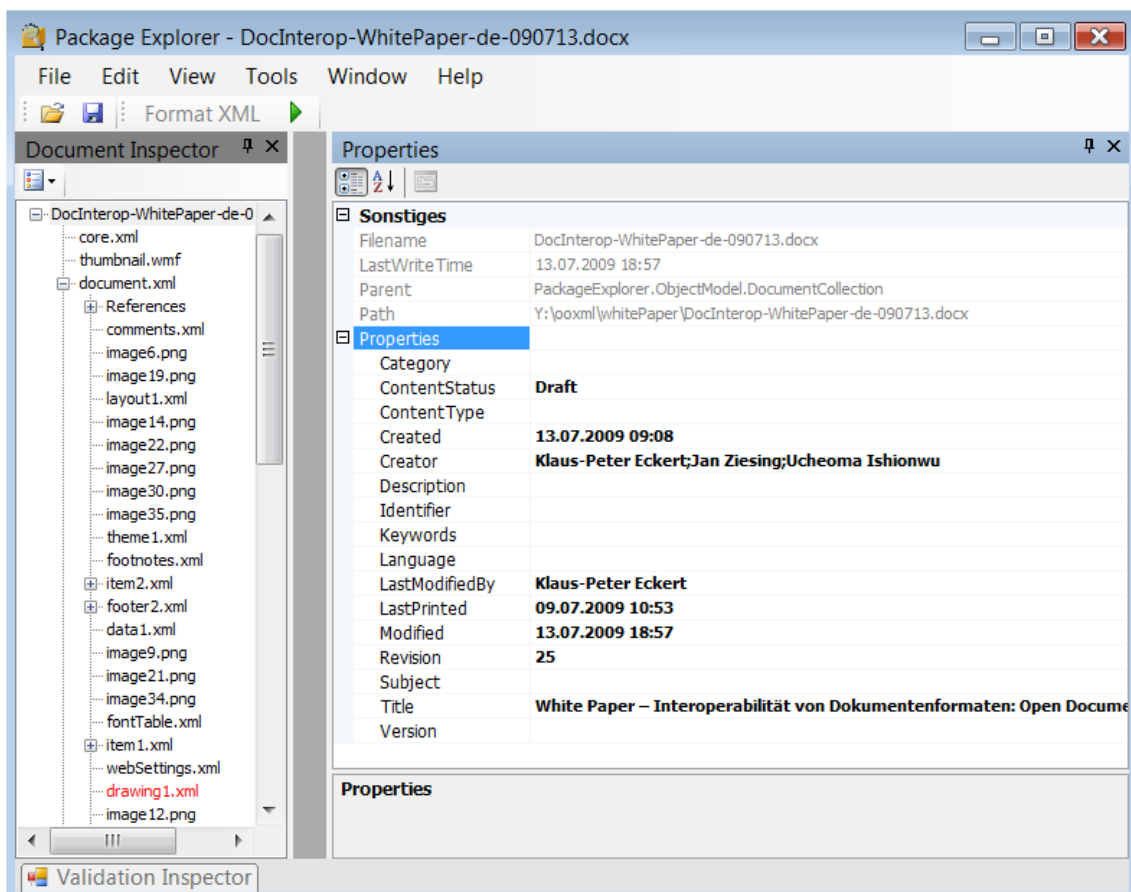 Package Explorer - DocInterop-WhitePaper-de-090713.docx
File Edit View Tools Window Help
Format XML
Document Inspector
DocInterop-WhitePaper-de-0
core.xml
thumbnail.wmf
document.xml
References
comments.xml
image6.png
image19.png
layout1.xml
image14.png
image22.png
image27.png
image30.png
image35.png
theme1.xml
footnotes.xml
item2.xml
footer2.xml
data1.xml
image9.png
image21.png
image34.png
fontTable.xml
item1.xml
webSettings.xml
drawing1.xml
image12.png
Properties
Sonstiges
Filename DocInterop-WhitePaper-de-090713.docx
LastWriteTime 13.07.2009 18:57
Parent PackageExplorer.ObjectModel.DocumentCollection
Path Y:\ooxml\whitePaper\DocInterop-WhitePaper-de-090713.docx
Properties
Category
ContentStatus Draft
ContentType
Created 13.07.2009 09:08
Creator Klaus-Peter Eckert;Jan Ziesing;Ucheoma Ishionwu
Description
Identifier
Keywords
Language
LastModifiedBy Klaus-Peter Eckert
LastPrinted 09.07.2009 10:53
Modified 13.07.2009 18:57
Revision 25
Subject
Title White Paper – Interoperabilität von Dokumentenformaten: Open Docume
Version
Properties
Validation Inspector